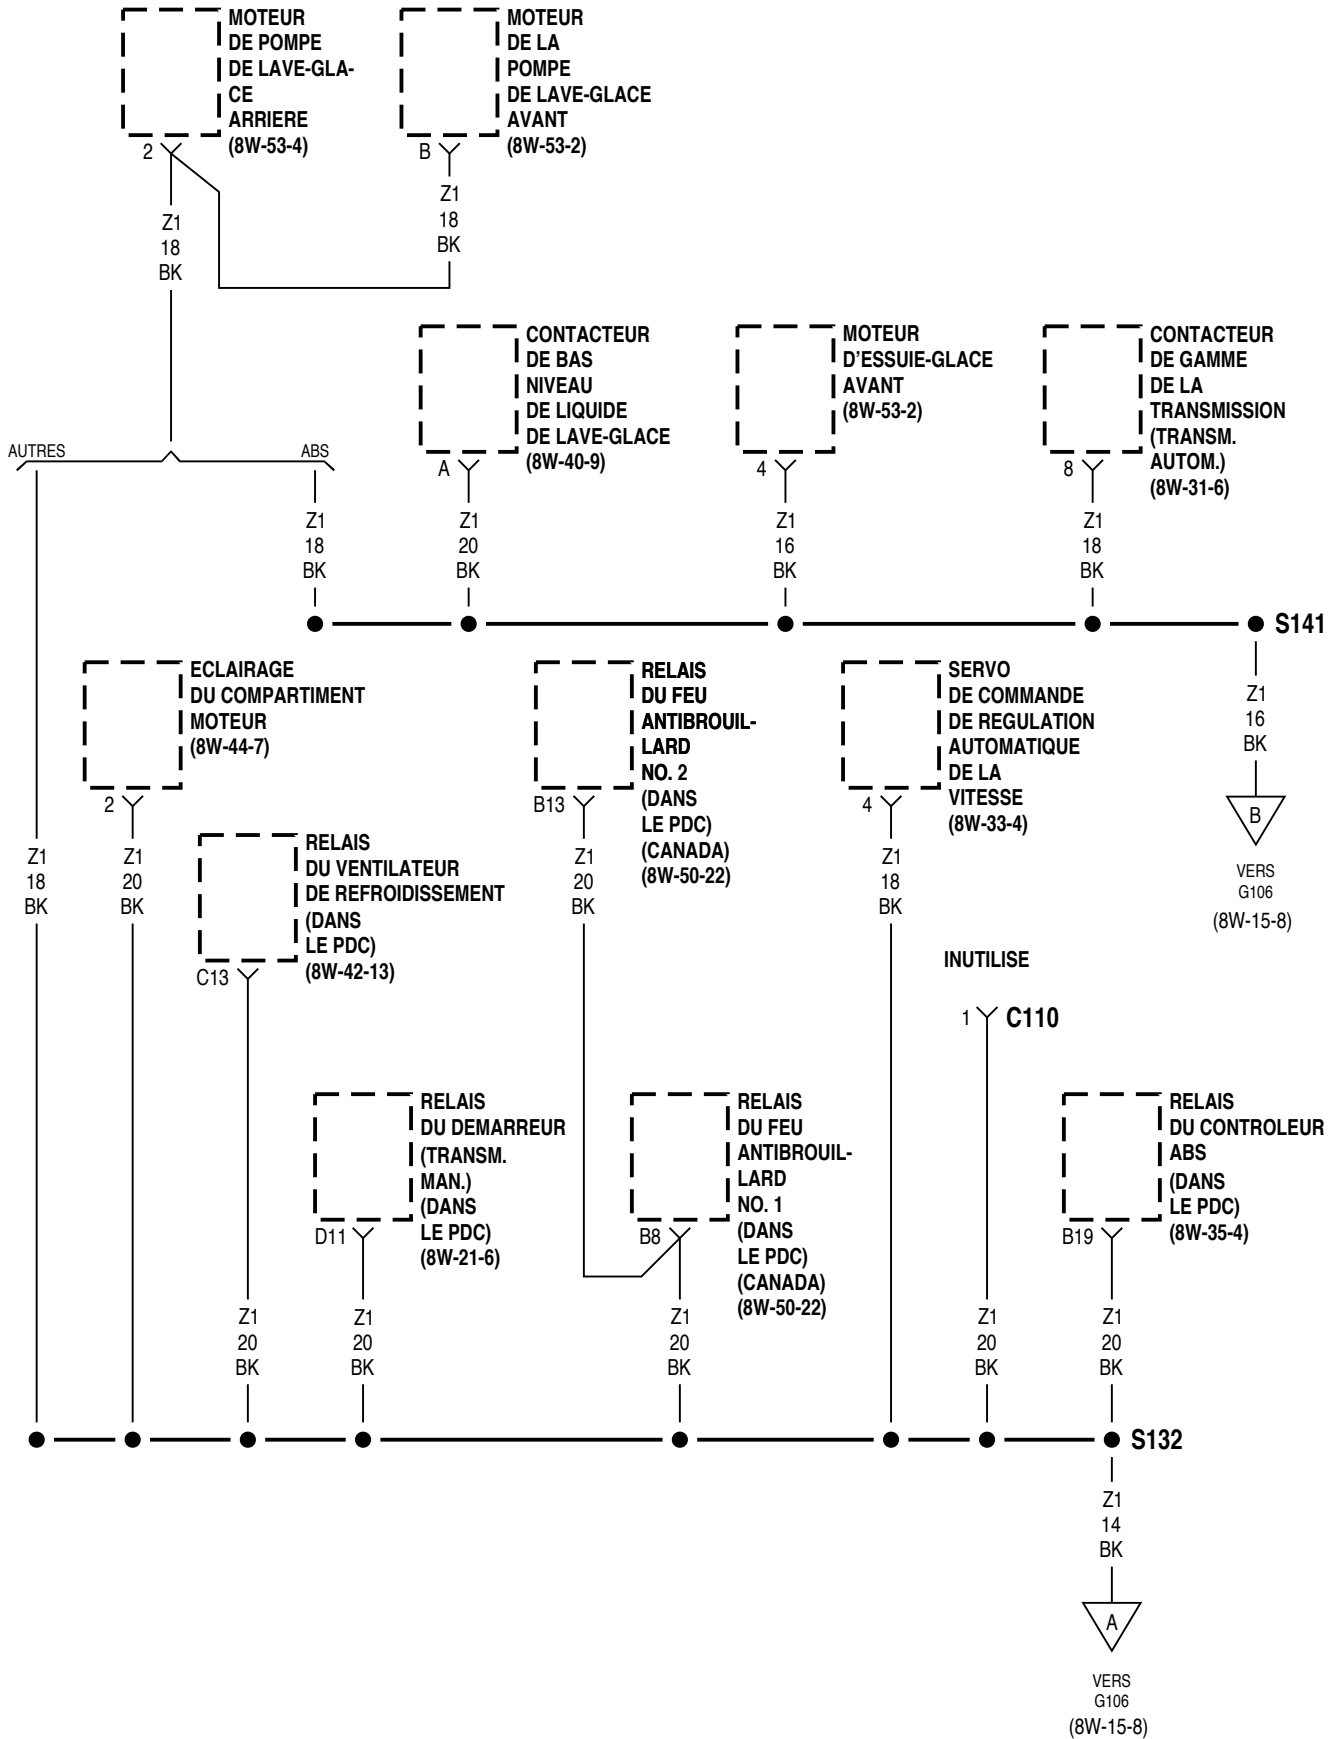 MOTEUR
DE POMPE
DE LAVE-GLA-
CE
ARRIERE
(8W-53-4)
2
MOTEUR
DE LA
POMPE
DE LAVE-GLACE
AVANT
(8W-53-2)
B
Z1
18
BK
Z1
18
BK
AUTRES
ABS
CONTACTEUR
DE BAS
NIVEAU
DE LIQUIDE
DE LAVE-GLACE
(8W-40-9)
A
MOTEUR
D'ESSUIE-GLACE
AVANT
(8W-53-2)
4
CONTACTEUR
DE GAMME
DE LA
TRANSMISSION
(TRANSM.
AUTOM.)
(8W-31-6)
8
Z1
18
BK
Z1
20
BK
Z1
16
BK
Z1
18
BK
S141
Z1
16
BK
B
VERS
G106
(8W-15-8)
ECLAIRAGE
DU COMPARTIMENT
MOTEUR
(8W-44-7)
2
RELAIS
DU FEU
ANTIBROUIL-
LARD
NO. 2
(DANS
LE PDC)
(CANADA)
(8W-50-22)
B13
SERVO
DE COMMANDE
DE REGULATION
AUTOMATIQUE
DE LA
VITESSE
(8W-33-4)
4
Z1
18
BK
Z1
20
BK
RELAIS
DU VENTILATEUR
DE REFROIDISSEMENT
(DANS
LE PDC)
(8W-42-13)
C13
Z1
20
BK
Z1
18
BK
INUTILISE
1
C110
RELAIS
DU DEMARREUR
(TRANSM.
MAN.)
(DANS
LE PDC)
(8W-21-6)
D11
RELAIS
DU FEU
ANTIBROUIL-
LARD
NO. 1
(DANS
LE PDC)
(CANADA)
(8W-50-22)
B8
RELAIS
DU CONTROLEUR
ABS
(DANS
LE PDC)
(8W-35-4)
B19
Z1
20
BK
Z1
20
BK
Z1
20
BK
Z1
20
BK
Z1
20
BK
S132
Z1
14
BK
A
VERS
G106
(8W-15-8)